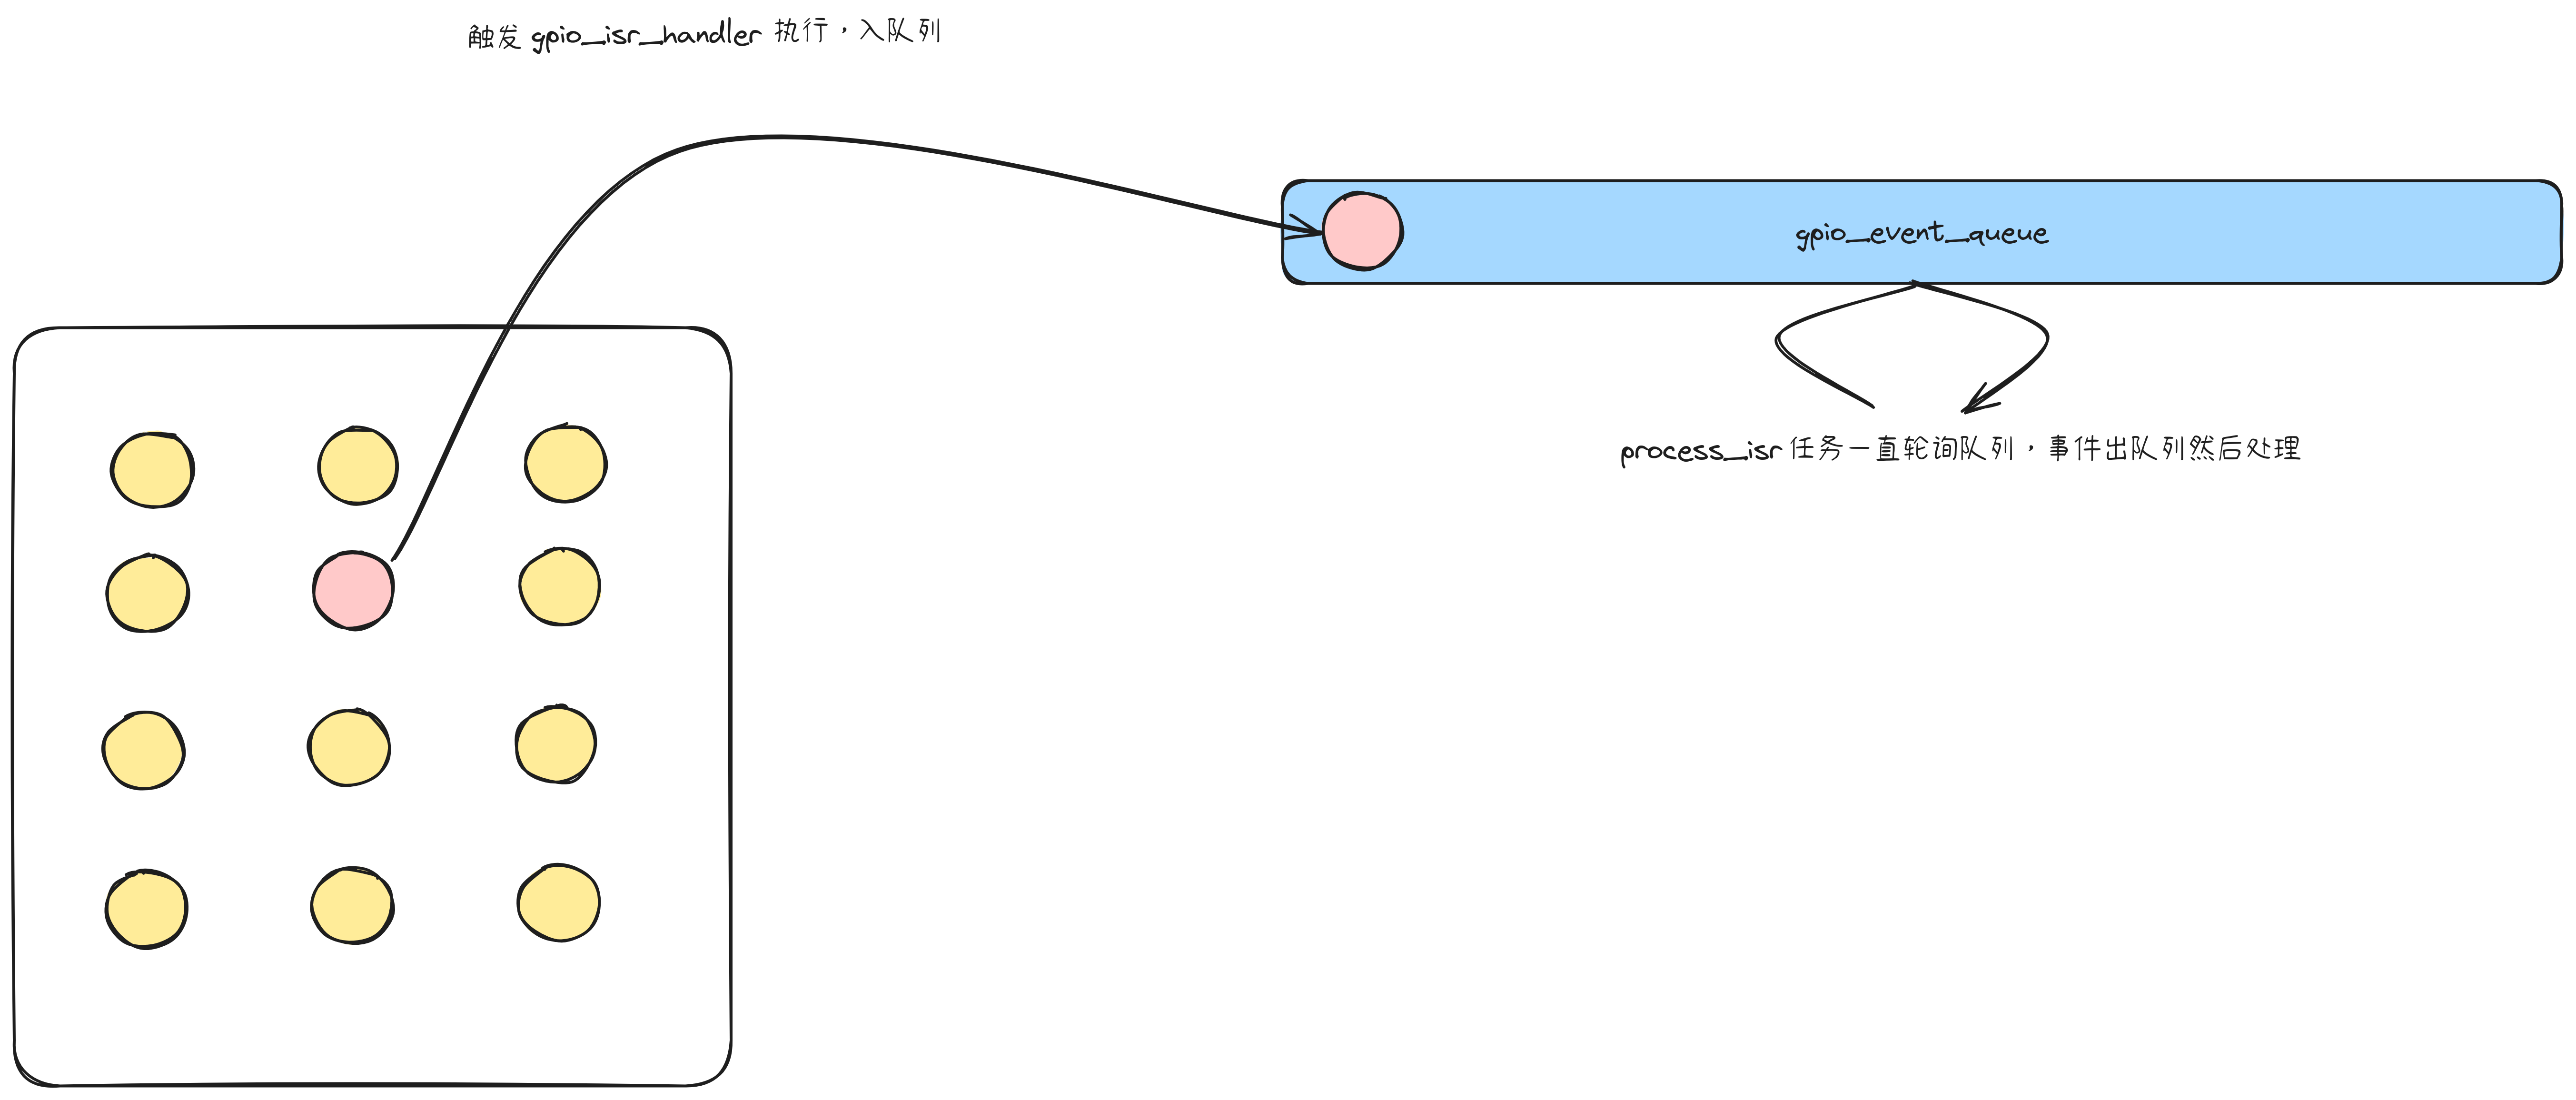 触发 gpio_isr_handler 执行，入队列
gpio_event_queue
process_isr 任务一直轮询队列，事件出队列然后处理